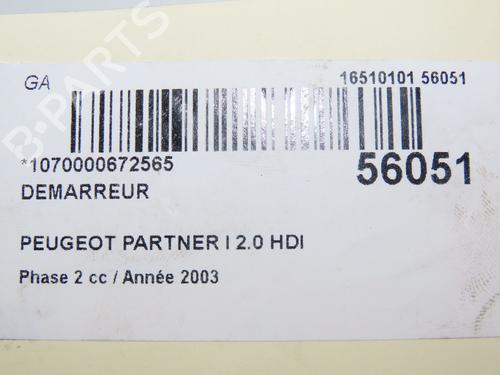 GA
16510101 56051
B-PARTS
*1070000672565
56051
DEMARREUR
PEUGEOT PARTNER I 2.0 HDI
Phase 2 cc / Année 2003